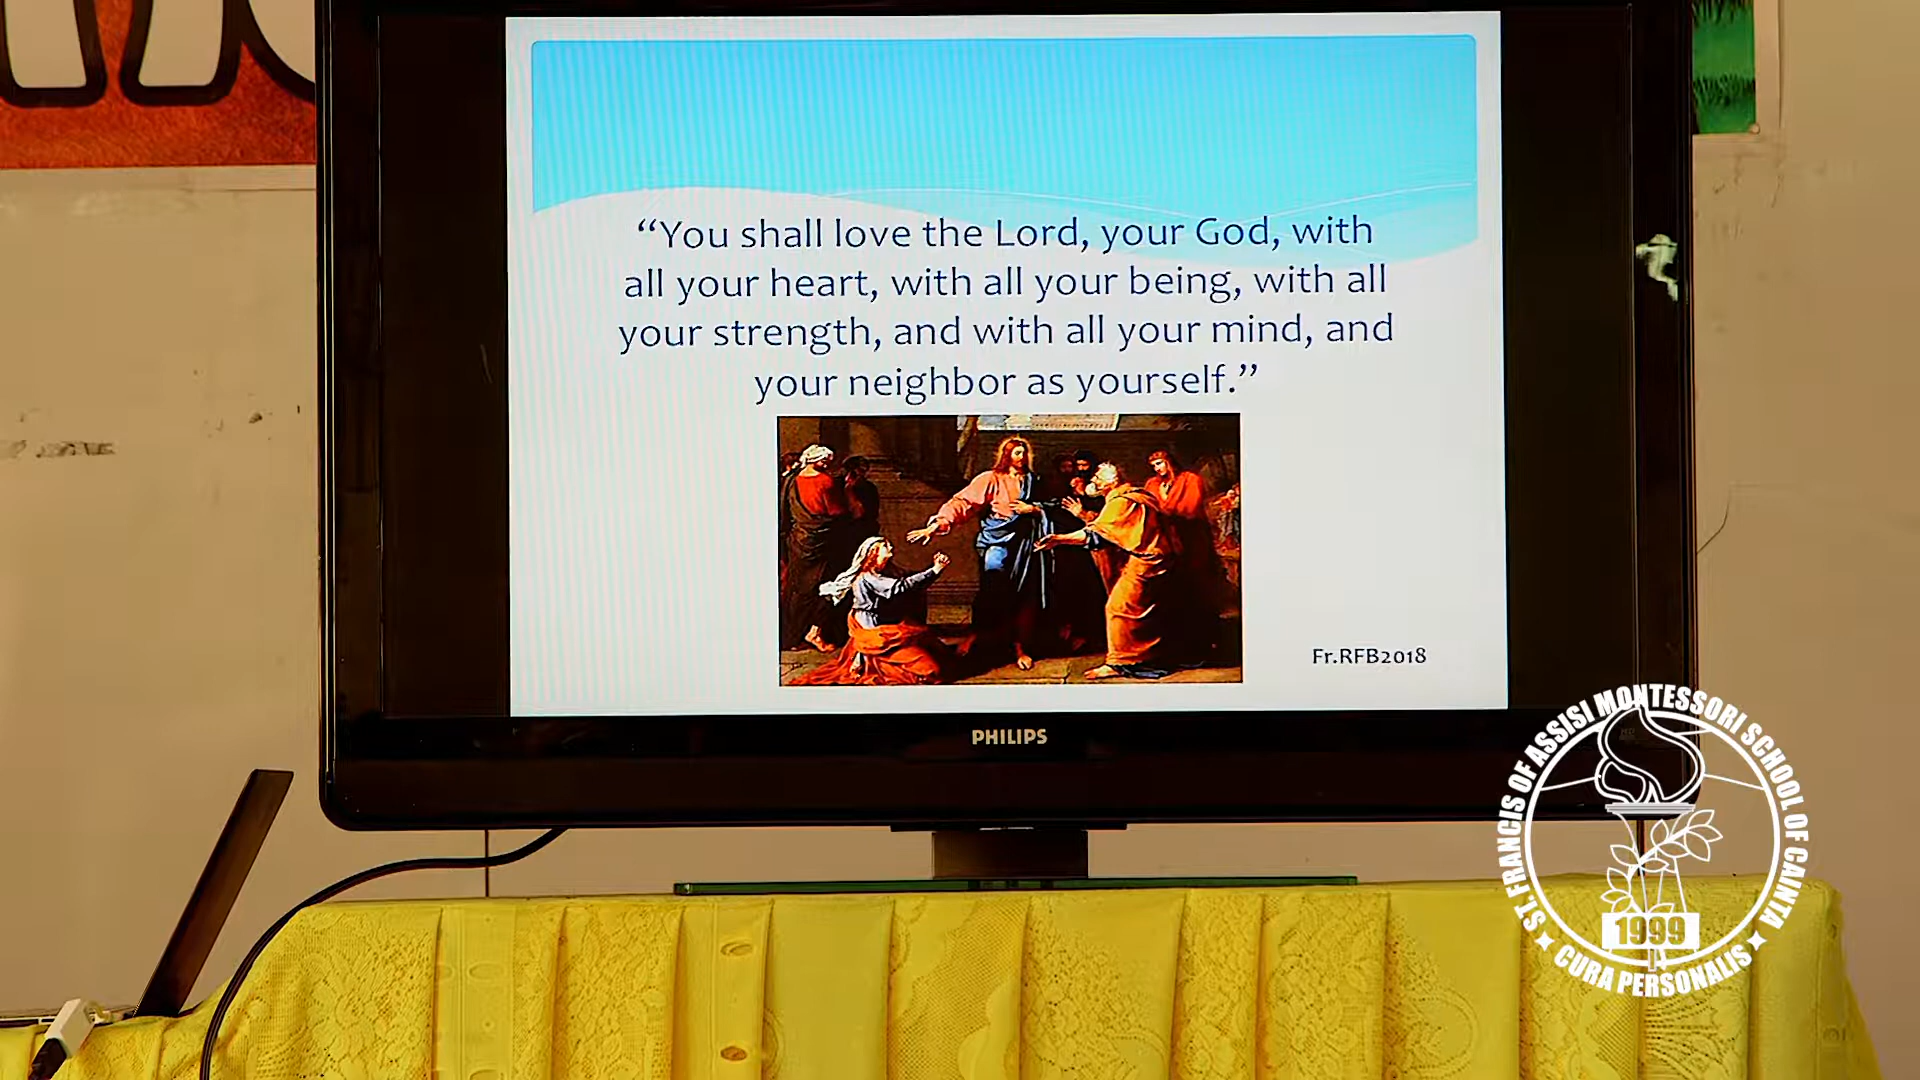 “You shall love the Lord, your God, with
all your heart, with all your being, with all
your strength, and with all your mind, and
your neighbor as yourself.”
Fr.RFB2018
PHILIPS
ST. FRANCIS OF ASSISI MONTESSORI SCHOOL OF CAINTA
1999
CURA PERSONALIS